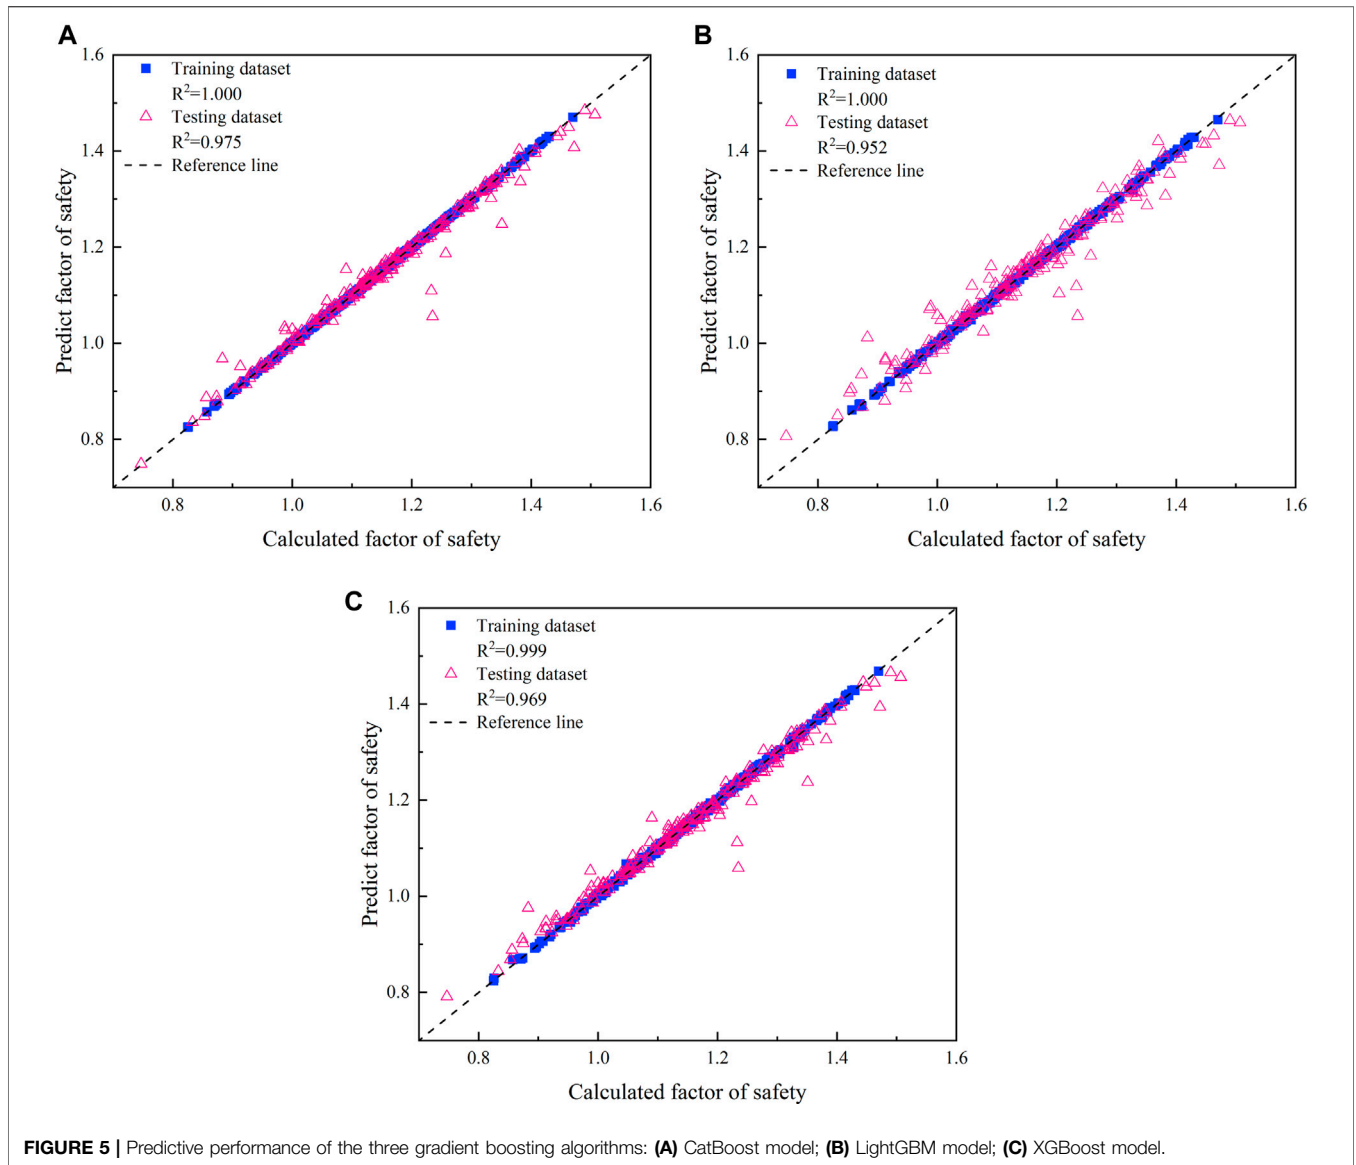 A
1.6
1.4
1.2
1.0
0.8
Predict factor of safety
Training dataset
R²=1.000
Testing dataset
R²=0.975
Reference line
0.8 1.0 1.2 1.4 1.6
Calculated factor of safety
B
1.6
1.4
1.2
1.0
0.8
Predict factor of safety
Training dataset
R²=1.000
Testing dataset
R²=0.952
Reference line
0.8 1.0 1.2 1.4 1.6
Calculated factor of safety
C
1.6
1.4
1.2
1.0
0.8
Predict factor of safety
Training dataset
R²=0.999
Testing dataset
R²=0.969
Reference line
0.8 1.0 1.2 1.4 1.6
Calculated factor of safety
FIGURE 5 | Predictive performance of the three gradient boosting algorithms: (A) CatBoost model; (B) LightGBM model; (C) XGBoost model.